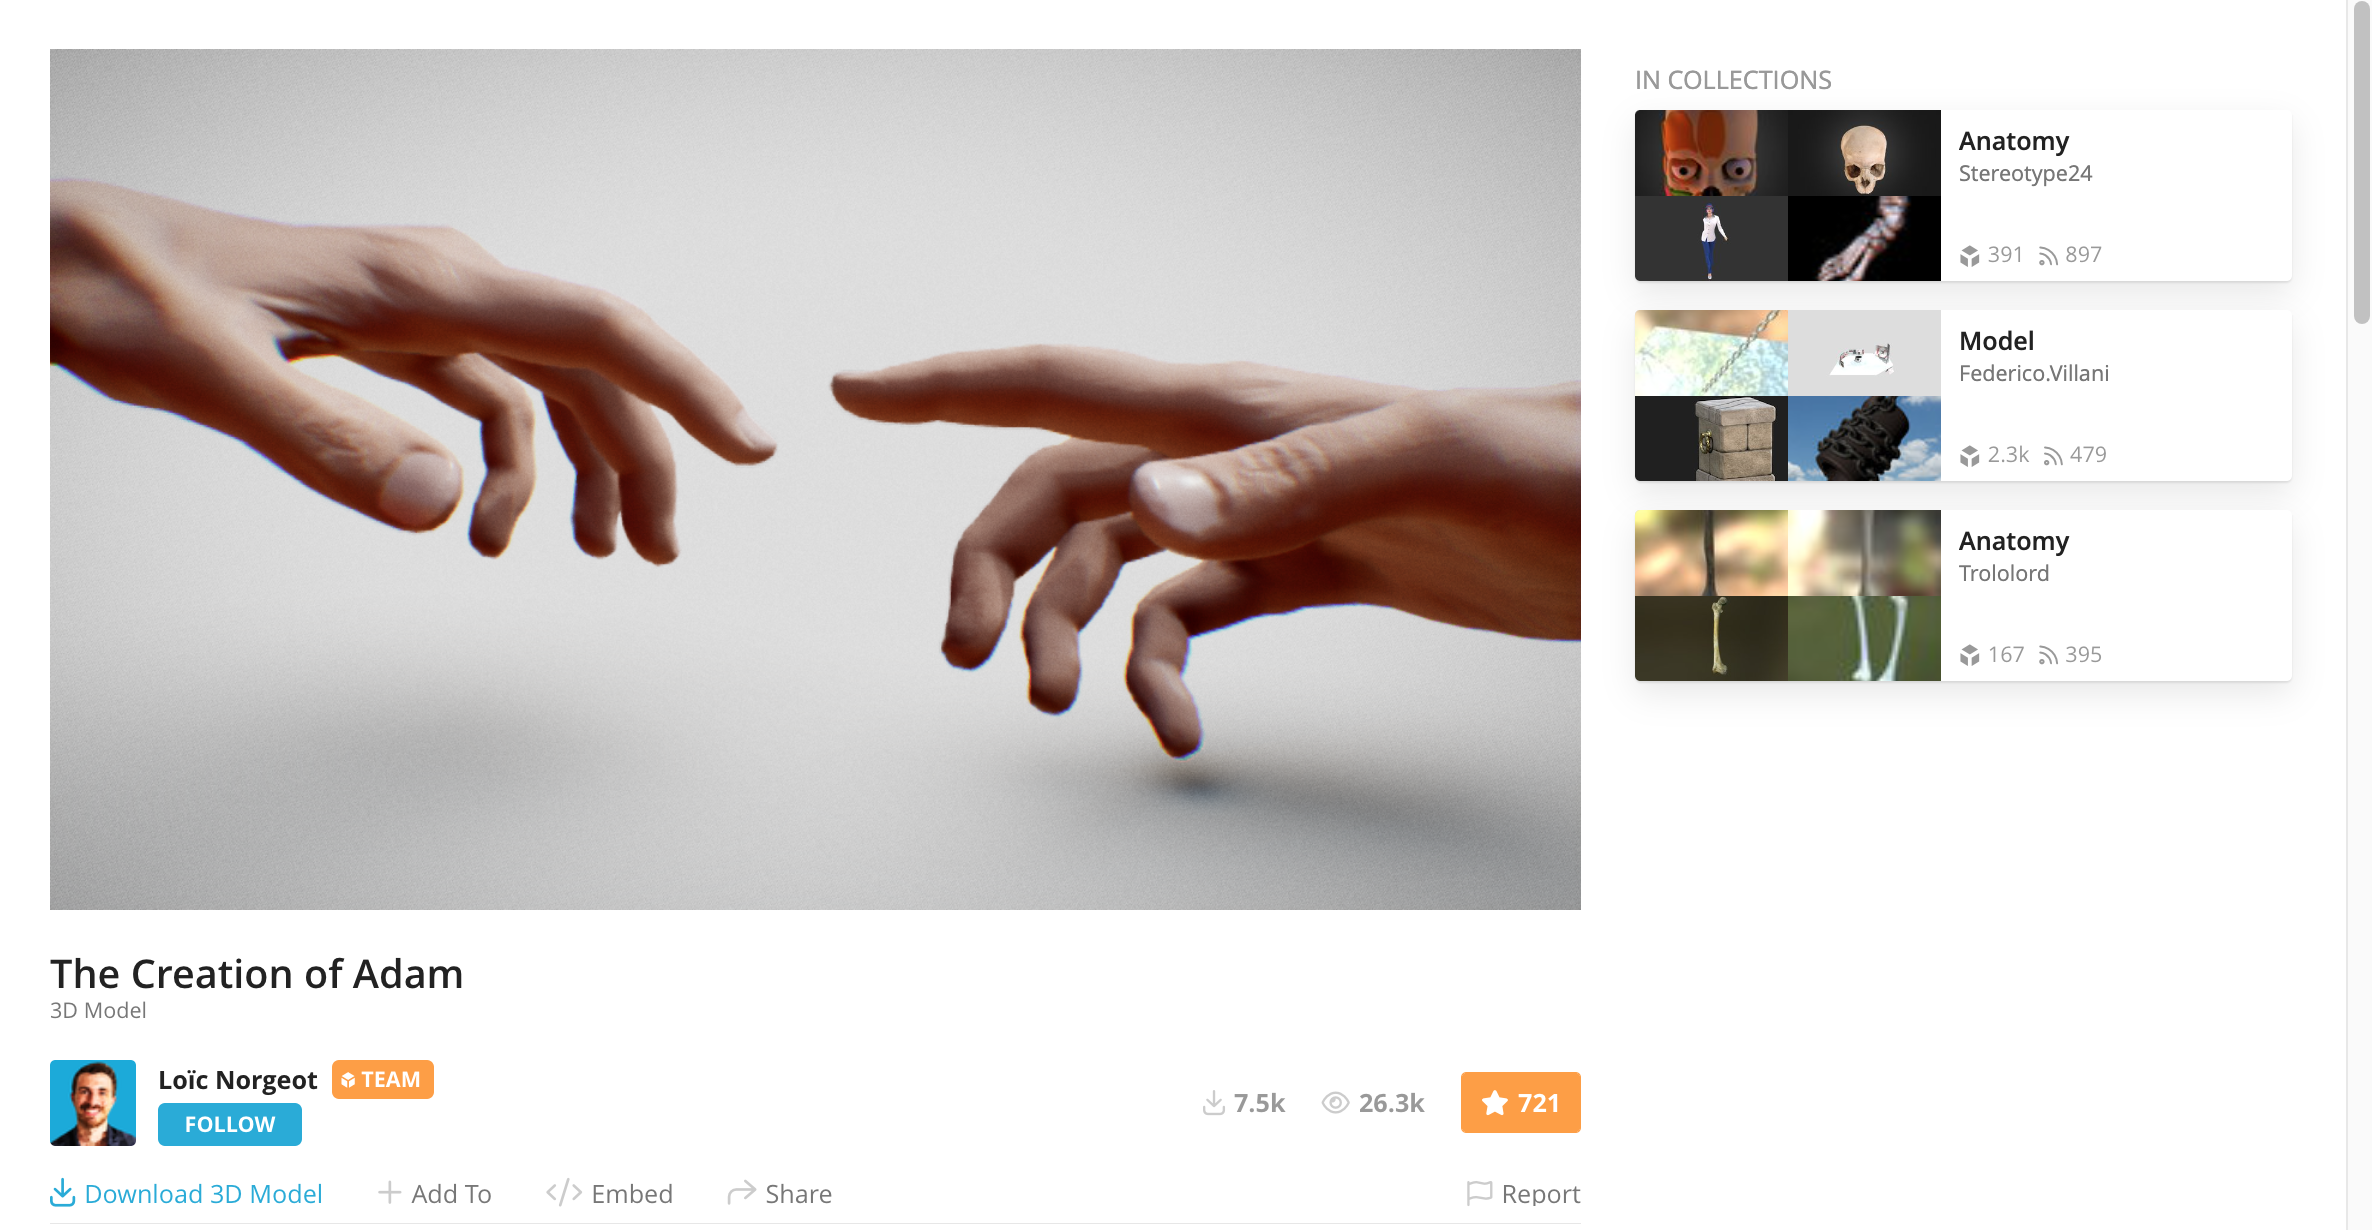 IN COLLECTIONS
Anatomy
Stereotype24
391 897
Model
Federico.Villani
2.3k 479
Anatomy
Trololord
167 395
The Creation of Adam
3D Model
Loïc Norgeot TEAM
FOLLOW
7.5k 26.3k 721
Download 3D Model Add To Embed Share Report